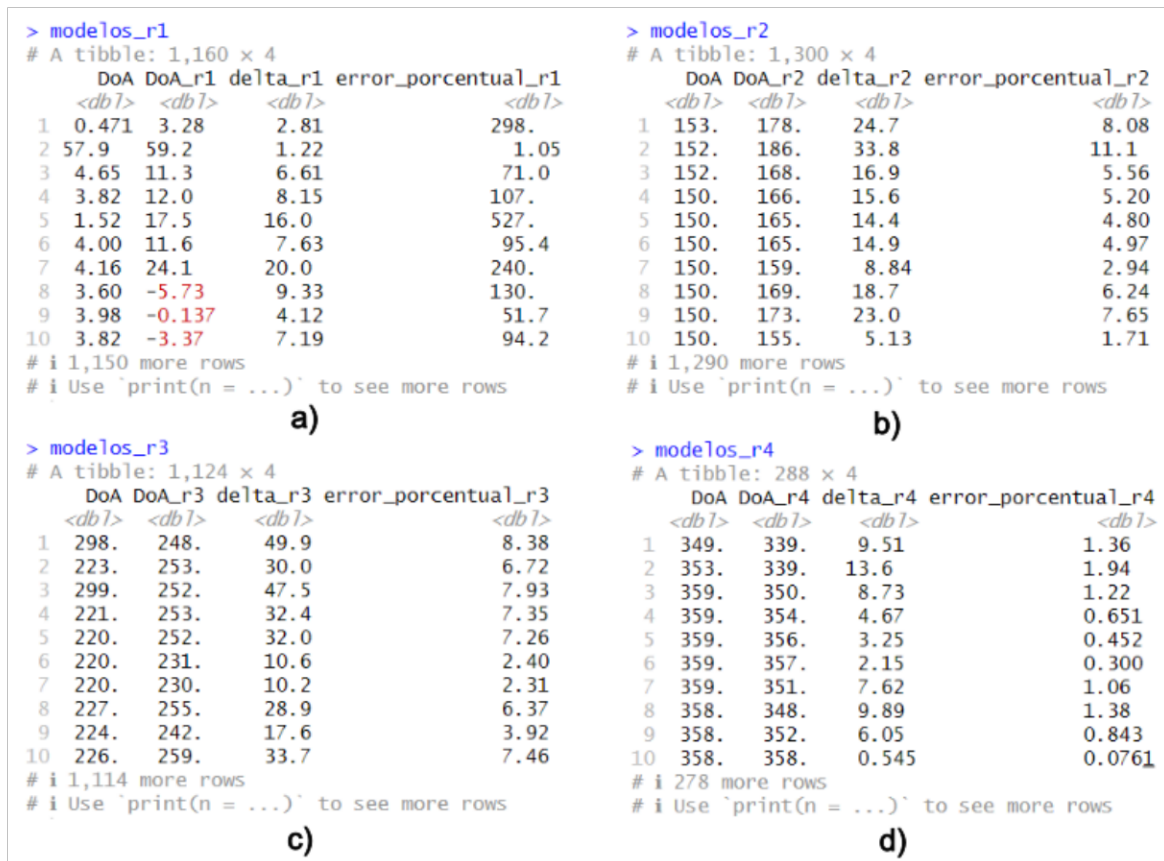 > modelos_r1
# A tibble: 1,160 × 4
DoA DoA_r1 delta_r1 error_porcentual_r1
<dbl> <dbl> <dbl> <dbl>
1 0.471 3.28 2.81 298.
2 57.9 59.2 1.22 1.05
3 4.65 11.3 6.61 71.0
4 3.82 12.0 8.15 107.
5 1.52 17.5 16.0 527.
6 4.00 11.6 7.63 95.4
7 4.16 24.1 20.0 240.
8 3.60 -5.73 9.33 130.
9 3.98 -0.137 4.12 51.7
10 3.82 -3.37 7.19 94.2
# ℹ 1,150 more rows
# ℹ Use `print(n = ...)` to see more rows
a)
> modelos_r2
# A tibble: 1,300 × 4
DoA DoA_r2 delta_r2 error_porcentual_r2
<dbl> <dbl> <dbl> <dbl>
1 153. 178. 24.7 8.08
2 152. 186. 33.8 11.1
3 152. 168. 16.9 5.56
4 150. 166. 15.6 5.20
5 150. 165. 14.4 4.80
6 150. 165. 14.9 4.97
7 150. 159. 8.84 2.94
8 150. 169. 18.7 6.24
9 150. 173. 23.0 7.65
10 150. 155. 5.13 1.71
# ℹ 1,290 more rows
# ℹ Use `print(n = ...)` to see more rows
b)
> modelos_r3
# A tibble: 1,124 × 4
DoA DoA_r3 delta_r3 error_porcentual_r3
<dbl> <dbl> <dbl> <dbl>
1 298. 248. 49.9 8.38
2 223. 253. 30.0 6.72
3 299. 252. 47.5 7.93
4 221. 253. 32.4 7.35
5 220. 252. 32.0 7.26
6 220. 231. 10.6 2.40
7 220. 230. 10.2 2.31
8 227. 255. 28.9 6.37
9 224. 242. 17.6 3.92
10 226. 259. 33.7 7.46
# ℹ 1,114 more rows
# ℹ Use `print(n = ...)` to see more rows
c)
> modelos_r4
# A tibble: 288 × 4
DoA DoA_r4 delta_r4 error_porcentual_r4
<dbl> <dbl> <dbl> <dbl>
1 349. 339. 9.51 1.36
2 353. 339. 13.6 1.94
3 359. 350. 8.73 1.22
4 359. 354. 4.67 0.651
5 359. 356. 3.25 0.452
6 359. 357. 2.15 0.300
7 359. 351. 7.62 1.06
8 358. 348. 9.89 1.38
9 358. 352. 6.05 0.843
10 358. 358. 0.545 0.0761
# ℹ 278 more rows
# ℹ Use `print(n = ...)` to see more rows
d)